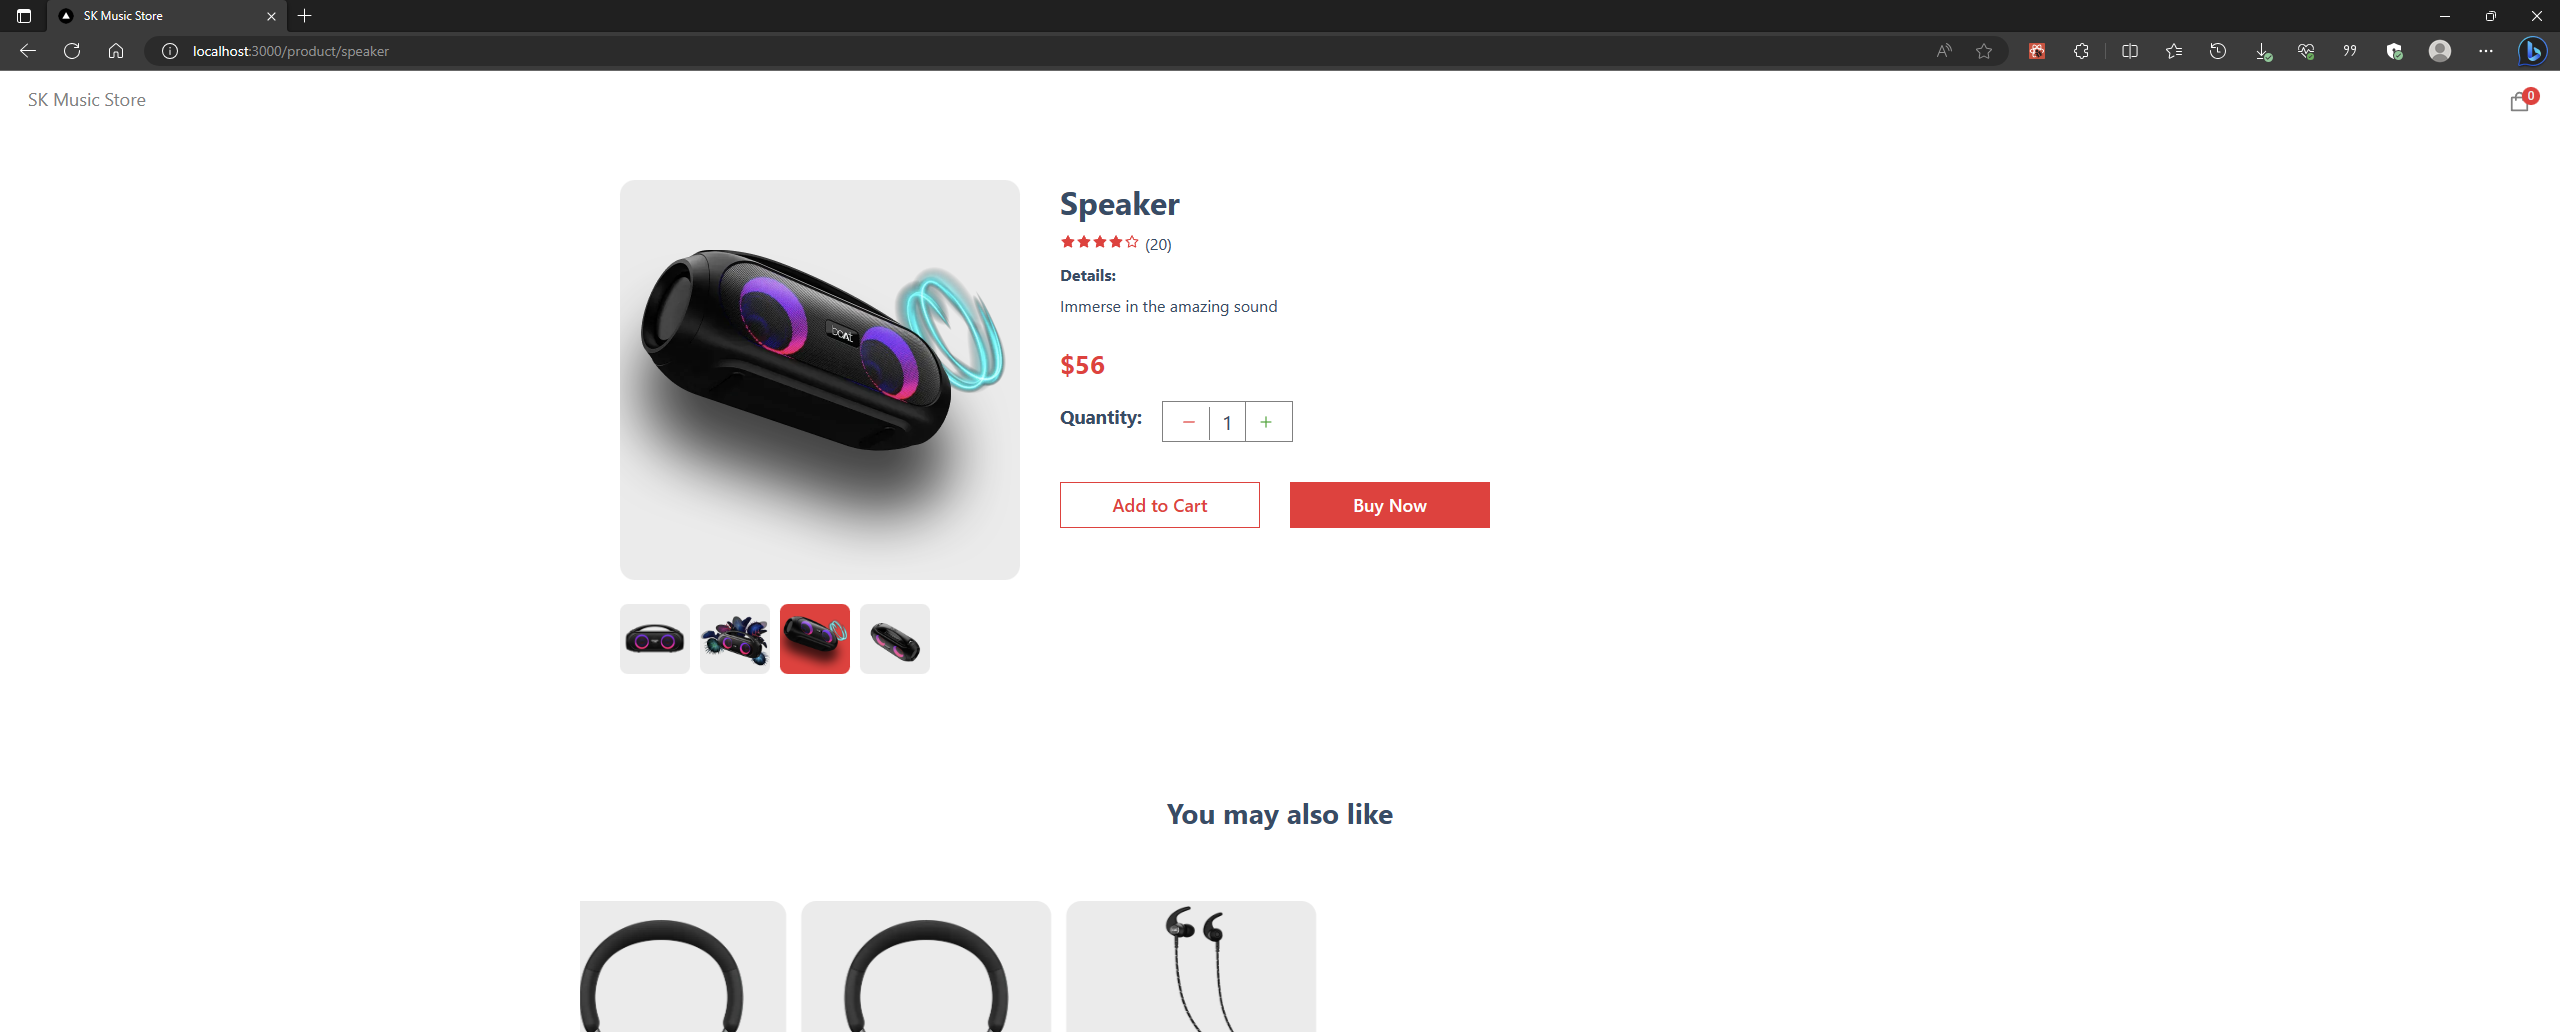 SK Music Store
localhost:3000/product/speaker
SK Music Store
0
boAt
Speaker
(20)
Details:
Immerse in the amazing sound
$56
Quantity:
− 1 +
Add to Cart
Buy Now
You may also like